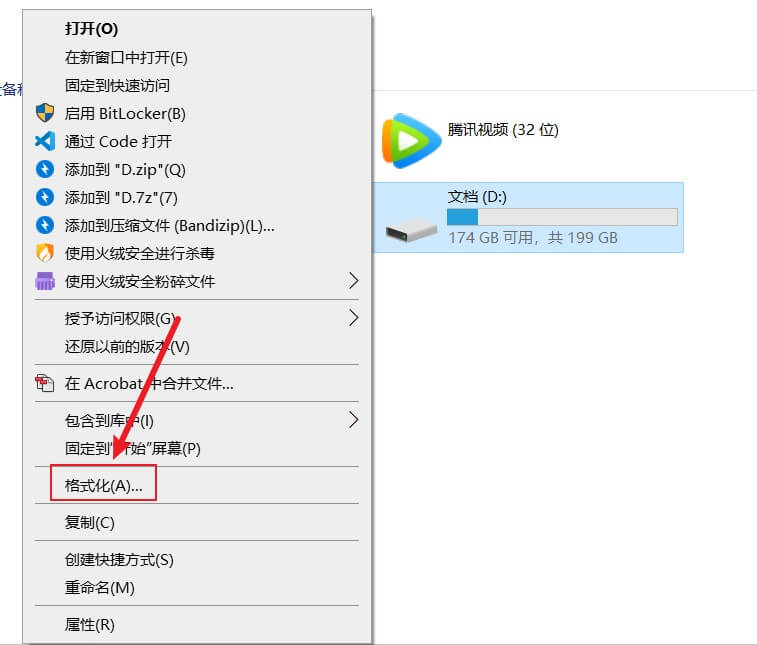 打开(O)
在新窗口中打开(E)
固定到快速访问
启用 BitLocker(B)
通过 Code 打开
添加到 "D.zip"(Q)
添加到 "D.7z"(7)
添加到压缩文件 (Bandizip)(L)...
使用火绒安全进行杀毒
使用火绒安全粉碎文件
授予访问权限(G)
还原以前的版本(V)
在 Acrobat 中合并文件...
包含到库中(I)
固定到"开始"屏幕(P)
格式化(A)...
复制(C)
创建快捷方式(S)
重命名(M)
属性(R)
腾讯视频 (32 位)
文档 (D:)
174 GB 可用，共 199 GB